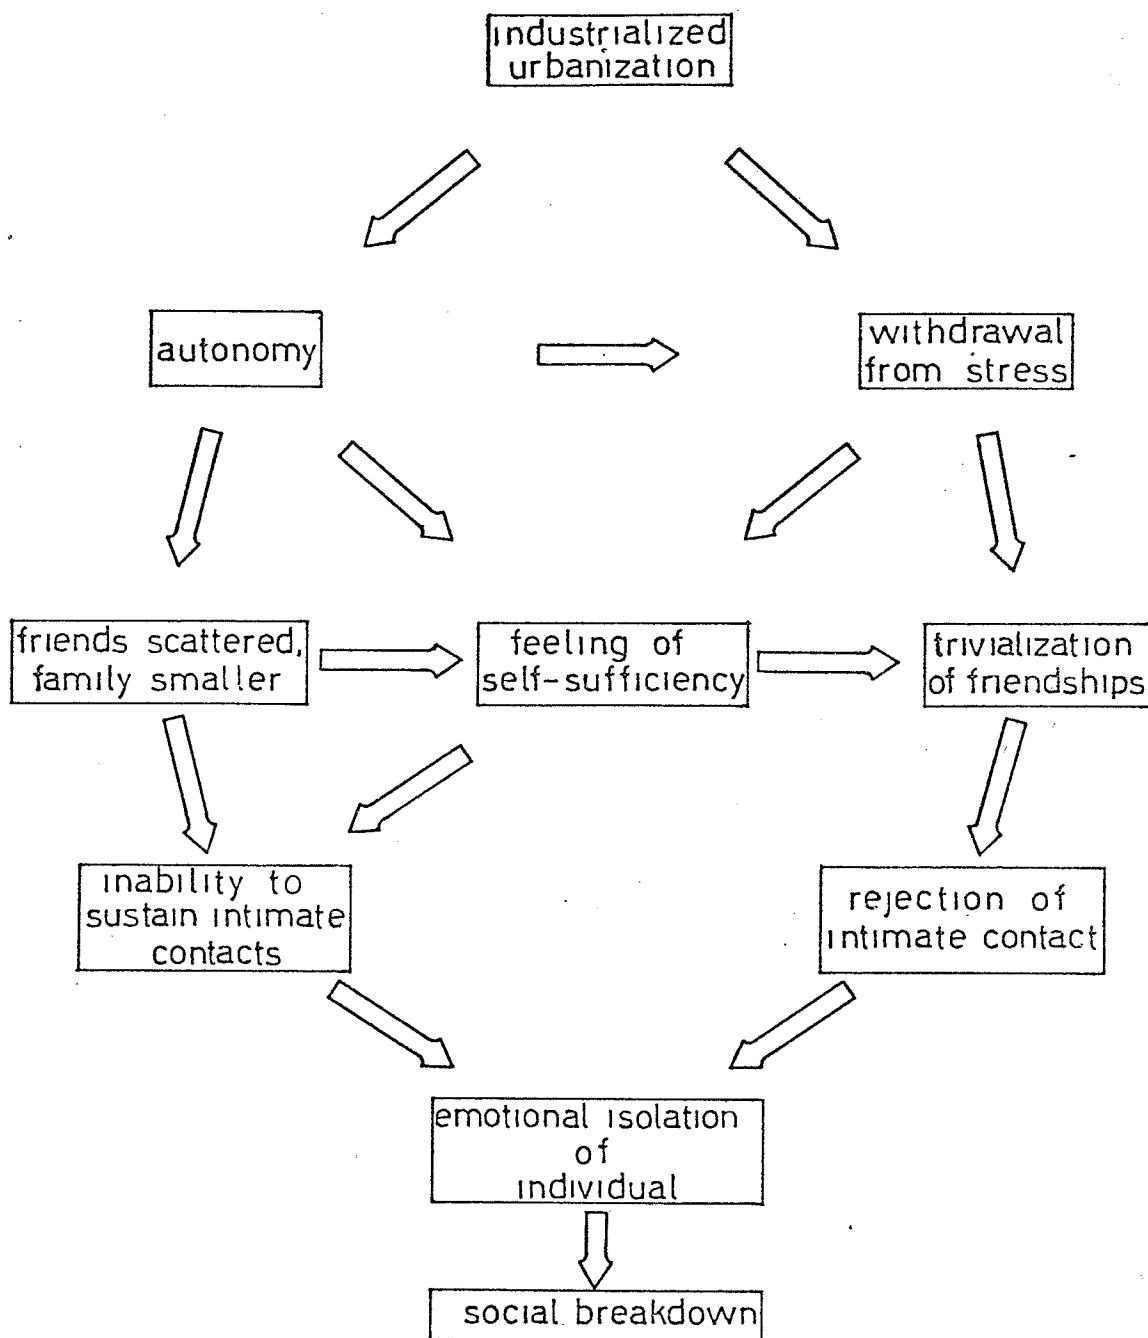 industrialized
urbanization
autonomy
withdrawal
from stress
friends scattered,
family smaller
feeling of
self-sufficiency
trivialization
of friendships
inability to
sustain intimate
contacts
rejection of
intimate contact
emotional isolation
of
individual
social breakdown